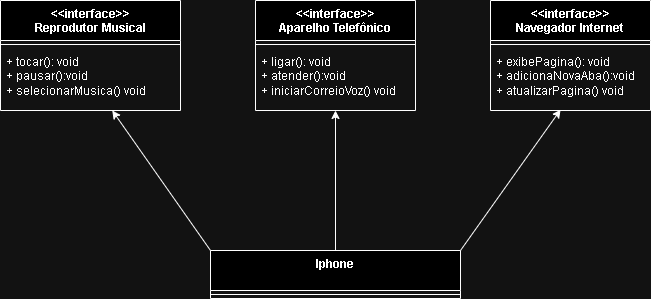 <<interface>>
Reprodutor Musical
+ tocar(): void
+ pausar():void
+ selecionarMusica() void
<<interface>>
Aparelho Telefônico
+ ligar(): void
+ atender(): void
+ iniciarCorreioVoz() void
<<interface>>
Navegador Internet
+ exibePagina(): void
+ adicionaNovaAba():void
+ atualizarPagina() void
Iphone